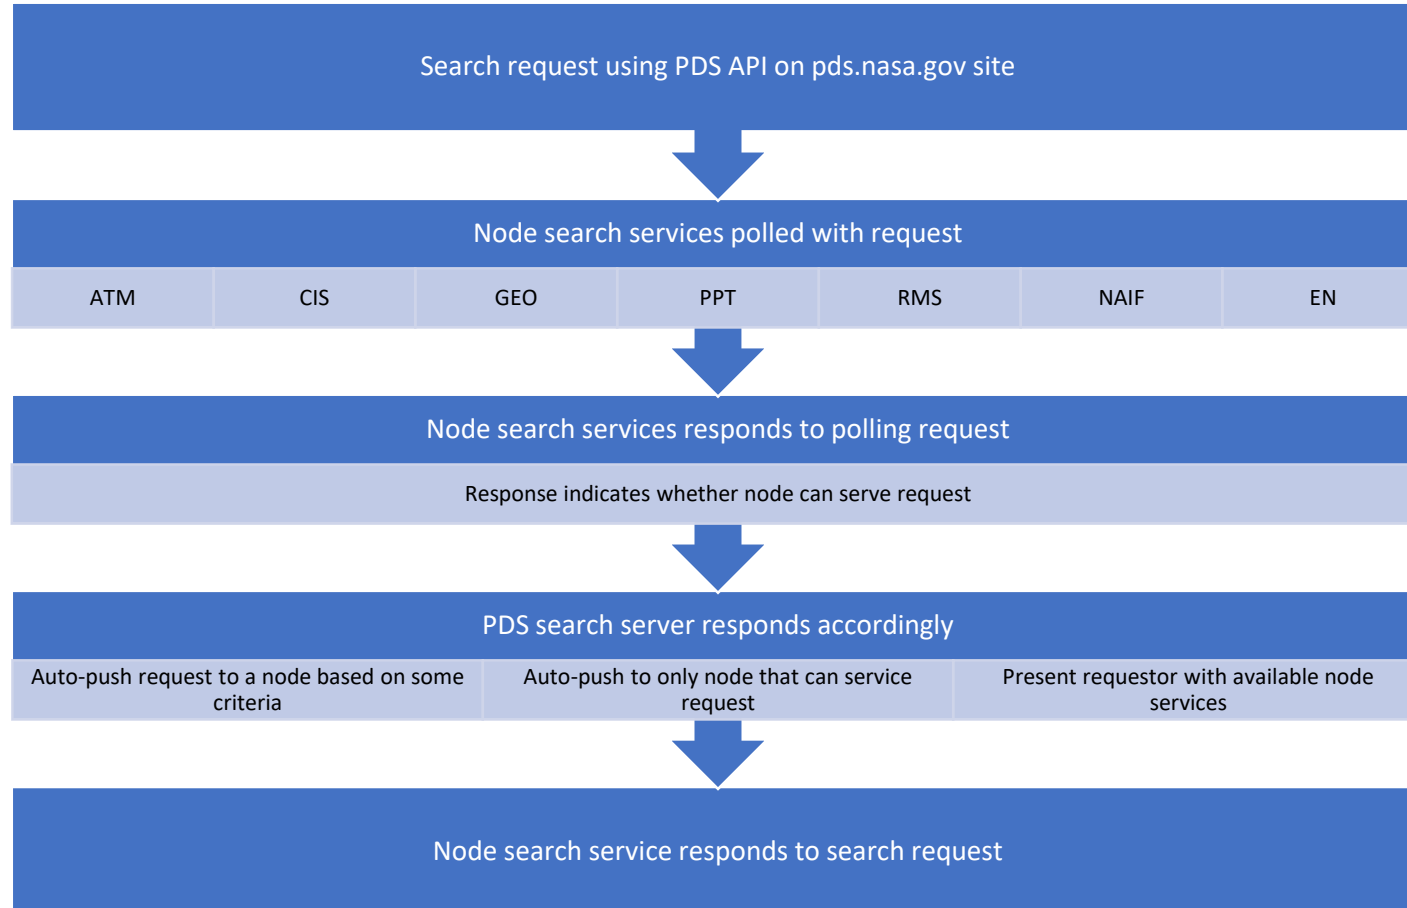 Search request using PDS API on pds.nasa.gov site
Node search services polled with request
ATM CIS GEO PPT RMS NAIF EN
Node search services responds to polling request
Response indicates whether node can serve request
PDS search server responds accordingly
Auto-push request to a node based on some
criteria
Auto-push to only node that can service
request
Present requestor with available node
services
Node search service responds to search request